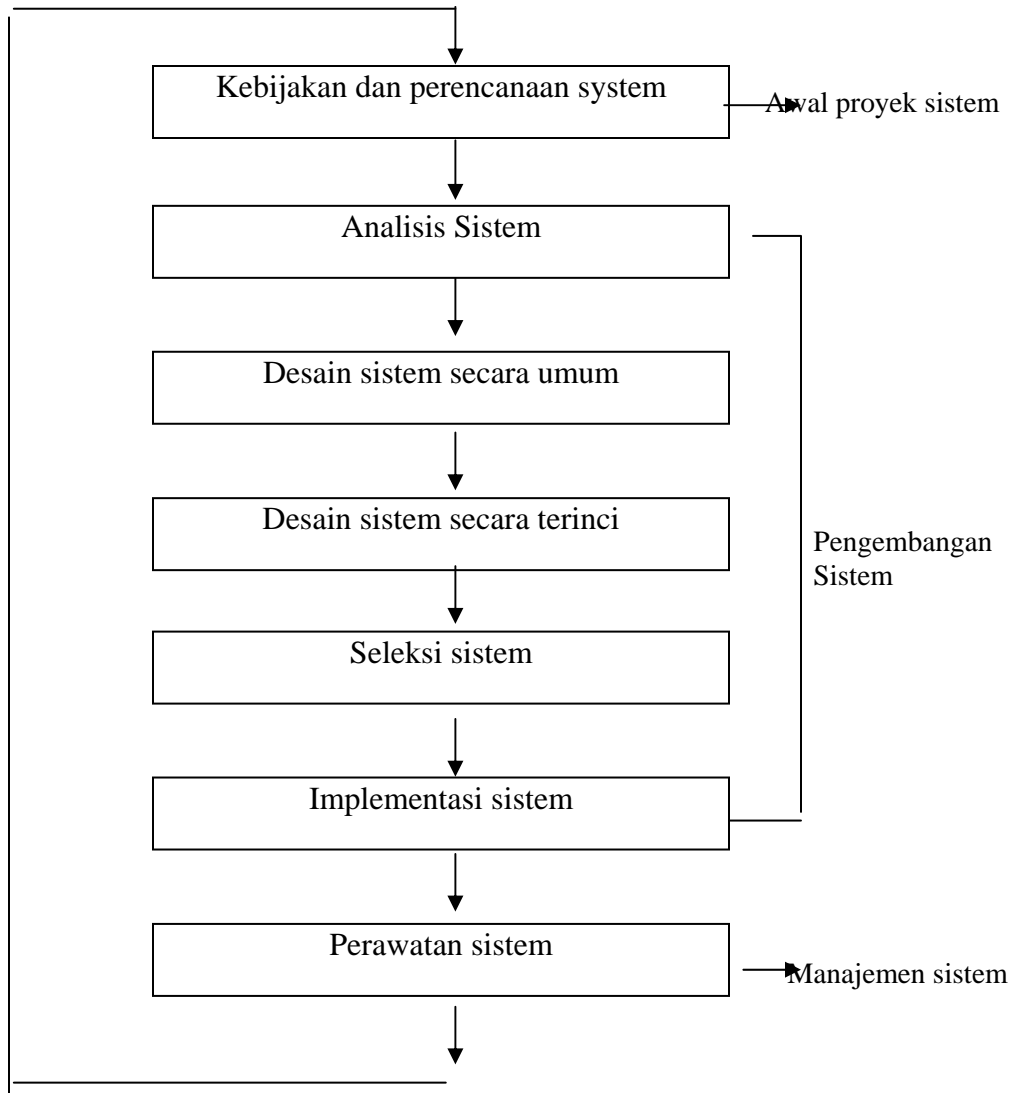 Kebijakan dan perencanaan system
Awal proyek sistem
Analisis Sistem
Desain sistem secara umum
Desain sistem secara terinci
Pengembangan
Sistem
Seleksi sistem
Implementasi sistem
Perawatan sistem
Manajemen sistem